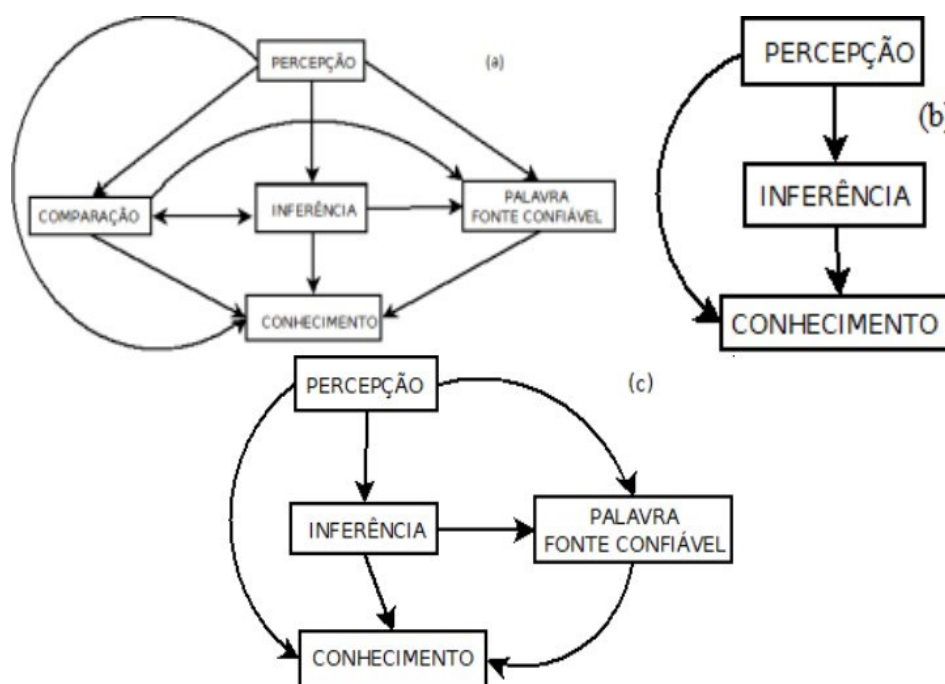 PERCEPÇÃO
(a)
COMPARAÇÃO
INFERÊNCIA
PALAVRA
FONTE CONFIÁVEL
CONHECIMENTO
PERCEPÇÃO
(b)
INFERÊNCIA
CONHECIMENTO
PERCEPÇÃO
(c)
INFERÊNCIA
PALAVRA
FONTE CONFIÁVEL
CONHECIMENTO